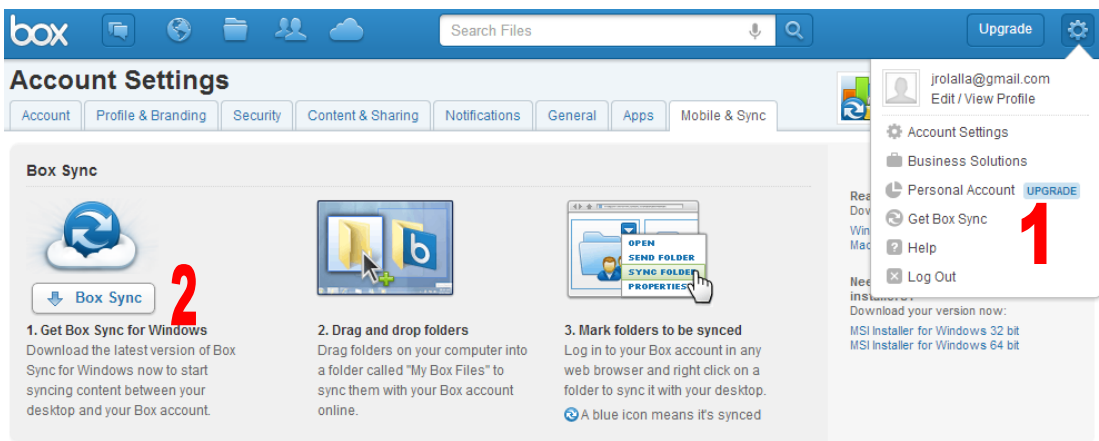 box
Search Files
Upgrade
Account Settings
Account
Profile & Branding
Security
Content & Sharing
Notifications
General
Apps
Mobile & Sync
jrolalla@gmail.com
Edit / View Profile
Account Settings
Business Solutions
Personal Account UPGRADE
Get Box Sync
Help
Log Out
1
Box Sync
Box Sync
2
1. Get Box Sync for Windows
Download the latest version of Box
Sync for Windows now to start
syncing content between your
desktop and your Box account.
b
2. Drag and drop folders
Drag folders on your computer into
a folder called "My Box Files" to
sync them with your Box account
online.
OPEN
SEND FOLDER
SYNC FOLDER
PROPERTIES
3. Mark folders to be synced
Log in to your Box account in any
web browser and right click on a
folder to sync it with your desktop.
A blue icon means it's synced
Download your version now:
MSI Installer for Windows 32 bit
MSI Installer for Windows 64 bit